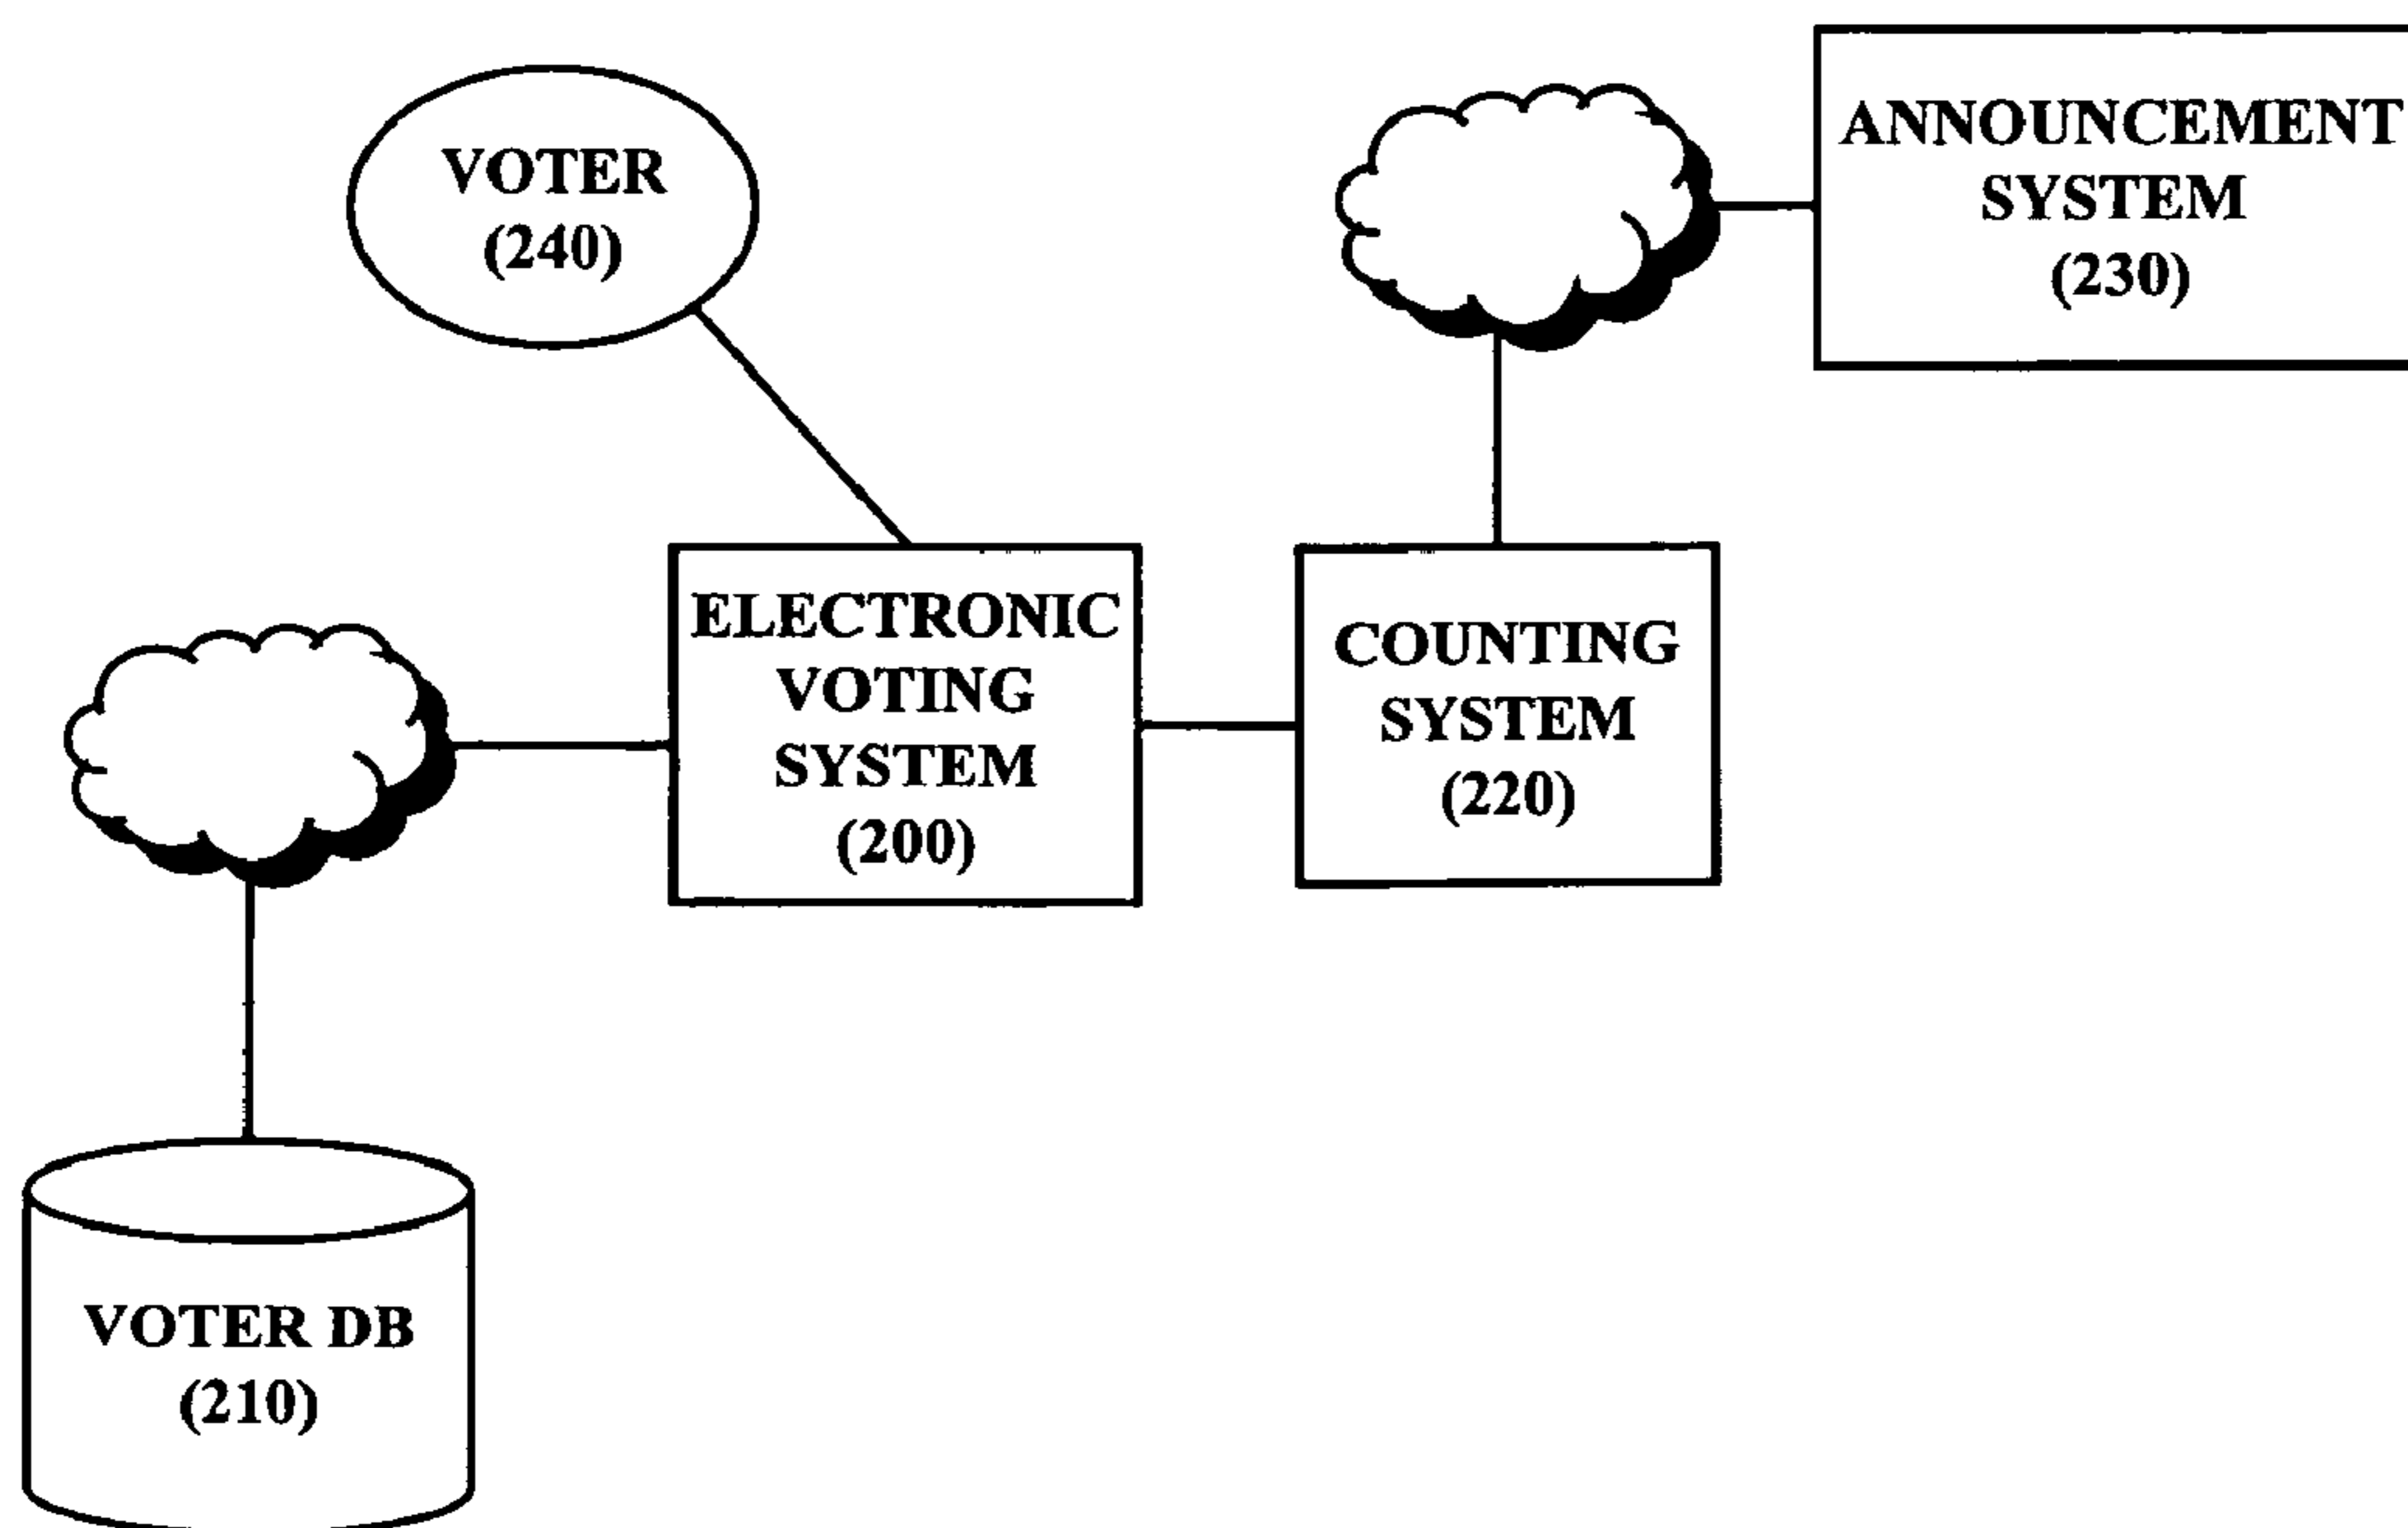 VOTER
(240)
ANNOUNCEMENT
SYSTEM
(230)
ELECTRONIC
VOTING
SYSTEM
(200)
COUNTING
SYSTEM
(220)
VOTER DB
(210)